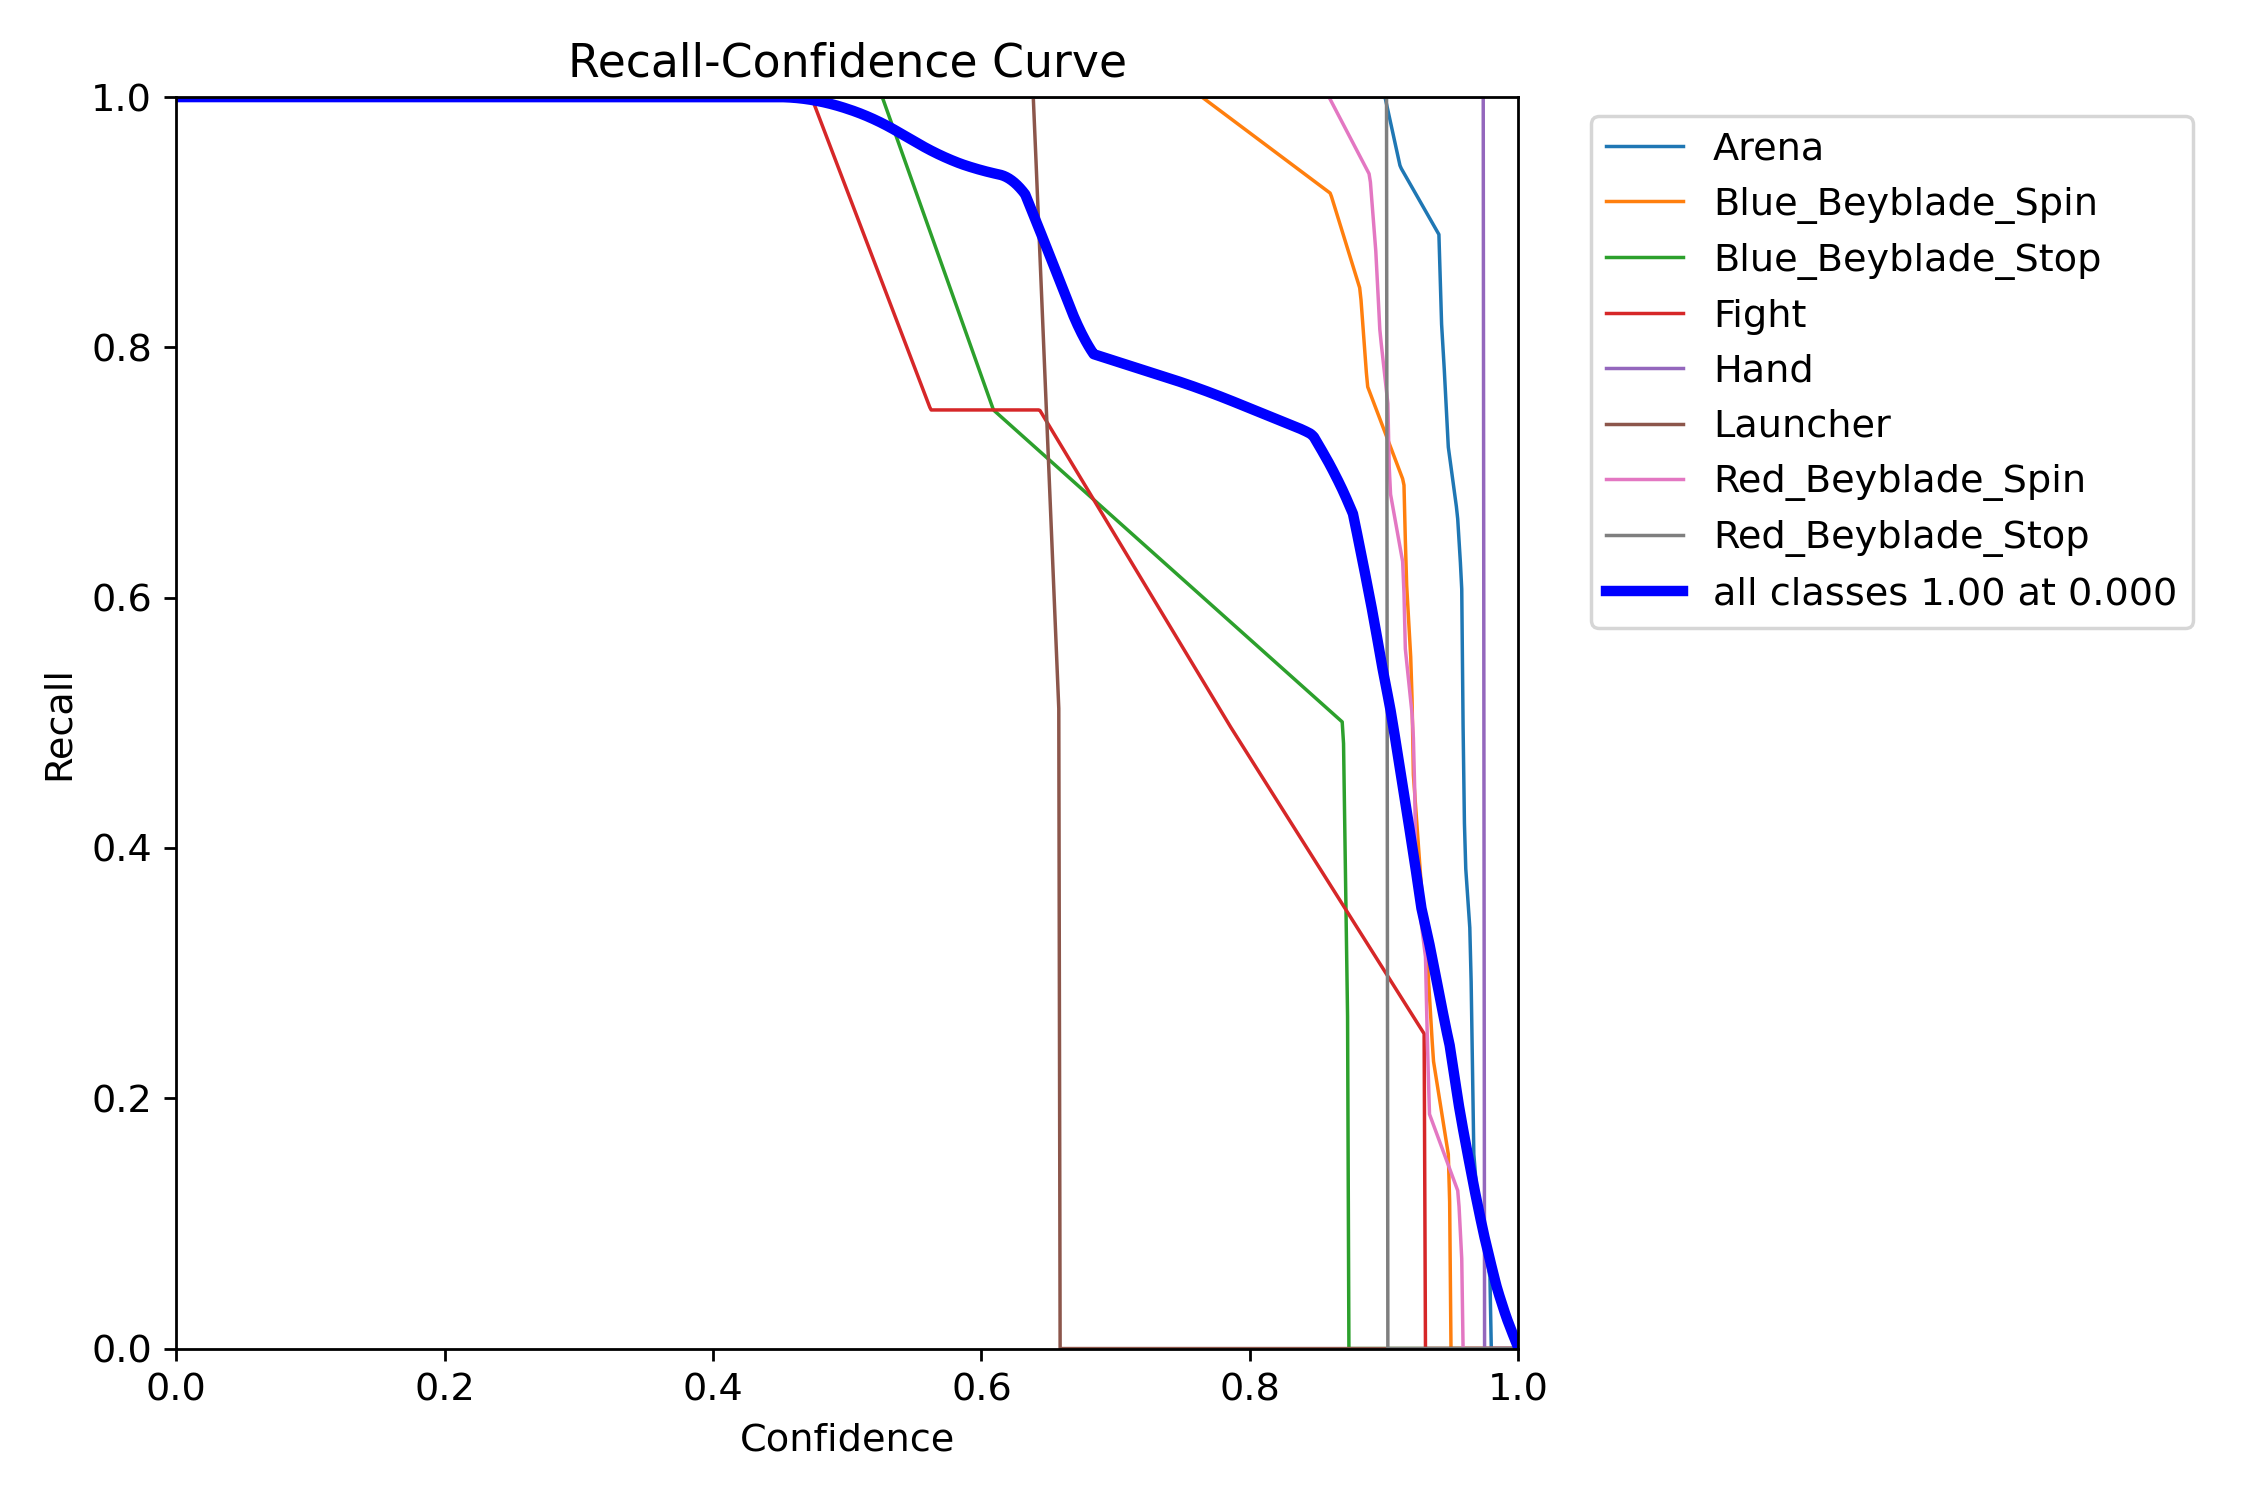 Recall-Confidence Curve
1.0
0.8
0.6
0.4
0.2
0.0
Recall
0.0 0.2 0.4 0.6 0.8 1.0
Confidence
Arena
Blue_Beyblade_Spin
Blue_Beyblade_Stop
Fight
Hand
Launcher
Red_Beyblade_Spin
Red_Beyblade_Stop
all classes 1.00 at 0.000